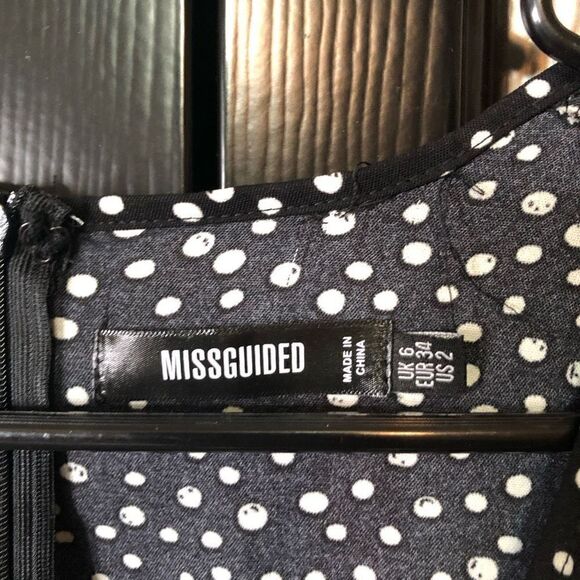 MISSGUIDED
MADE IN
CHINA
UK 6
EUR 34
US 2